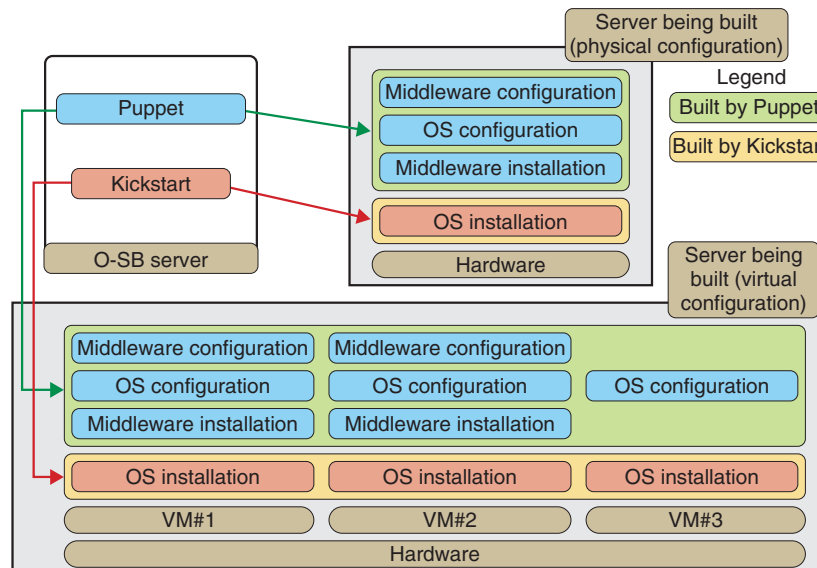 Server being built
(physical configuration)
Legend
Built by Puppet
Built by Kickstar
Puppet
Kickstart
O-SB server
Middleware configuration
OS configuration
Middleware installation
OS installation
Hardware
Server being
built (virtual
configuration)
Middleware configuration Middleware configuration
OS configuration OS configuration OS configuration
Middleware installation Middleware installation
OS installation OS installation OS installation
VM#1 VM#2 VM#3
Hardware